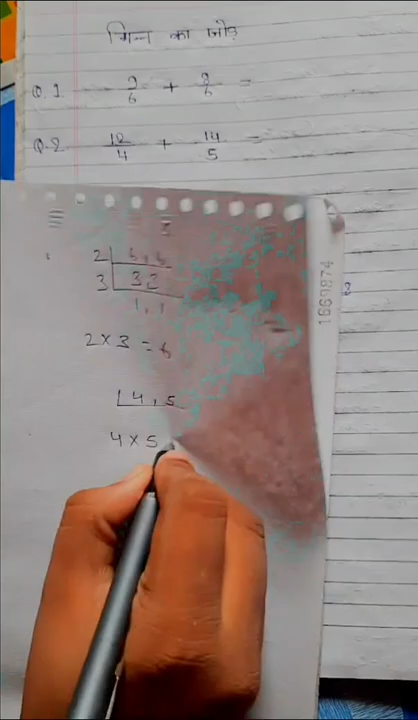 भिन्न का जोड़
Q.1 2/6 + 8/6 =
Q.2 12/4 + 14/5 =
2 | 6, 6
3 | 3, 3
1, 1
2 × 3 = 6
| 4, 5
4 × 5
1669874